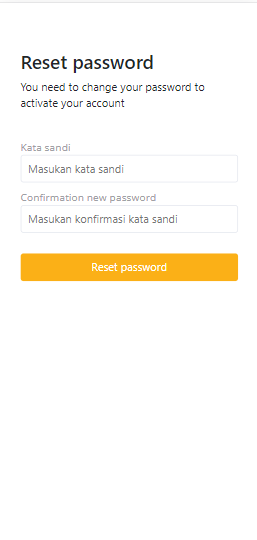 Reset password
You need to change your password to
activate your account
Kata sandi
Masukan kata sandi
Confirmation new password
Masukan konfirmasi kata sandi
Reset password